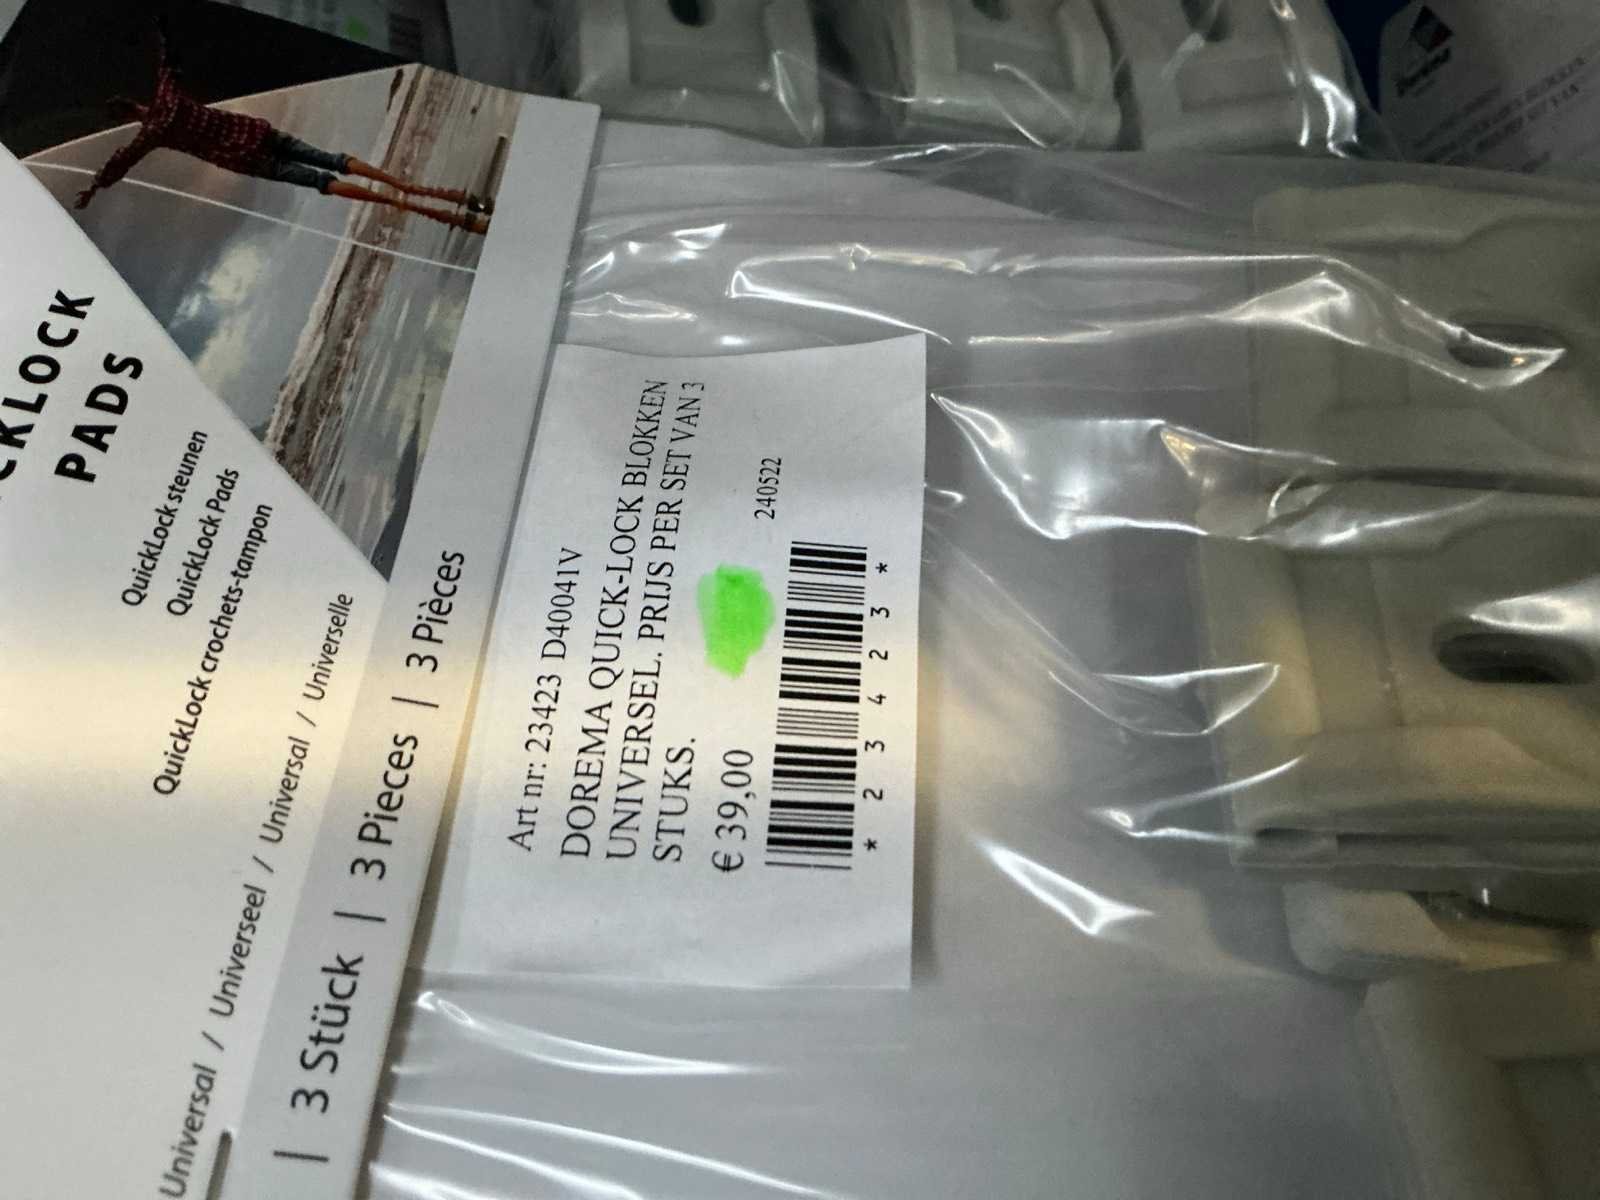 CKLOCK
PADS
QuickLock steunen
QuickLock Pads
QuickLock crochets-tampon
Universal / Universeel / Universal / Universelle
| 3 Stück | 3 Pieces | 3 Pièces
Art nr: 23423 D40041V
DOREMA QUICK-LOCK BLOKKEN
UNIVERSEL. PRIJS PER SET VAN 3
STUKS.
€ 39,00
240522
* 2 3 4 2 3 *